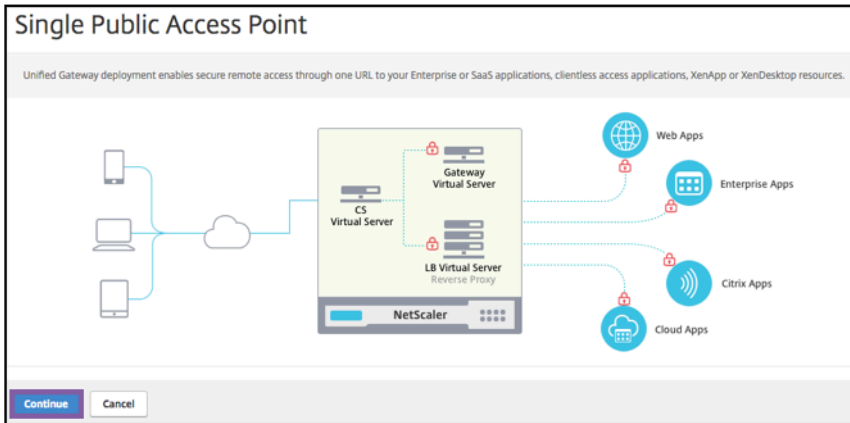 Single Public Access Point
Unified Gateway deployment enables secure remote access through one URL to your Enterprise or SaaS applications, clientless access applications, XenApp or XenDesktop resources.
Web Apps
Gateway
Virtual Server
Enterprise Apps
CS
Virtual Server
LB Virtual Server
Reverse Proxy
Citrix Apps
NetScaler
Cloud Apps
Continue
Cancel